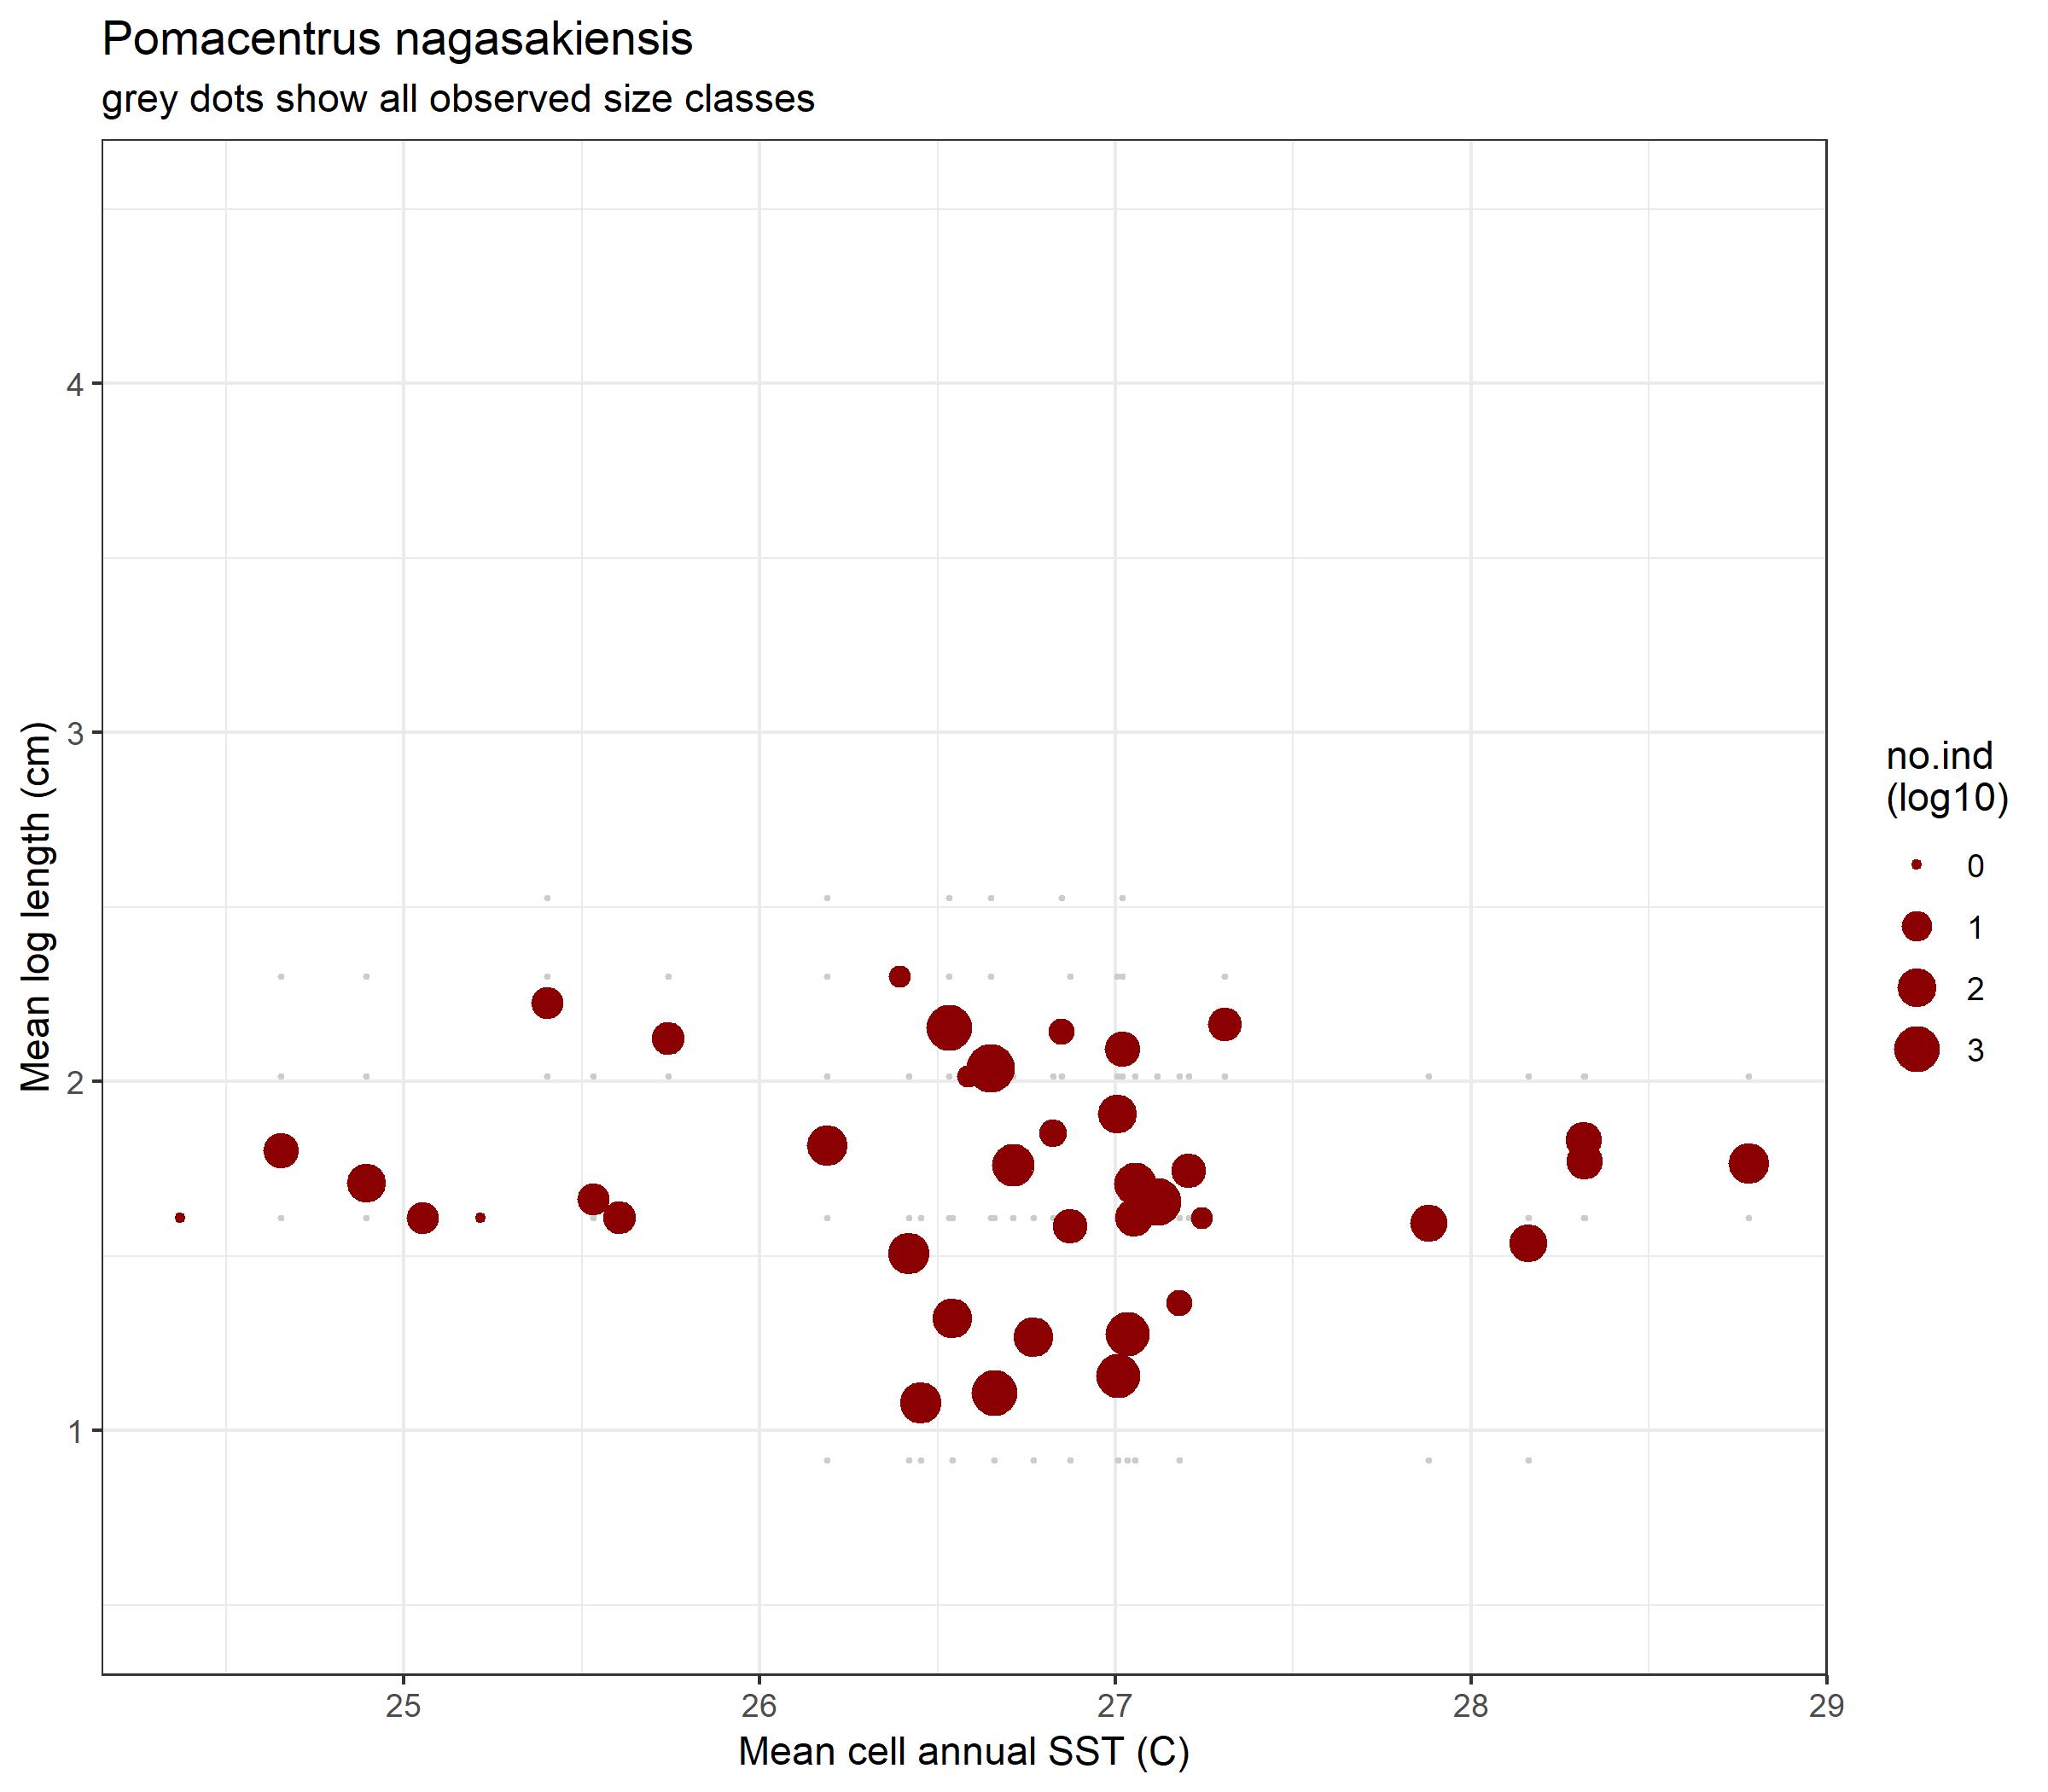 Pomacentrus nagasakiensis
grey dots show all observed size classes
Mean log length (cm)
4
3
2
1
25
26
27
28
29
Mean cell annual SST (C)
no.ind
(log10)
0
1
2
3